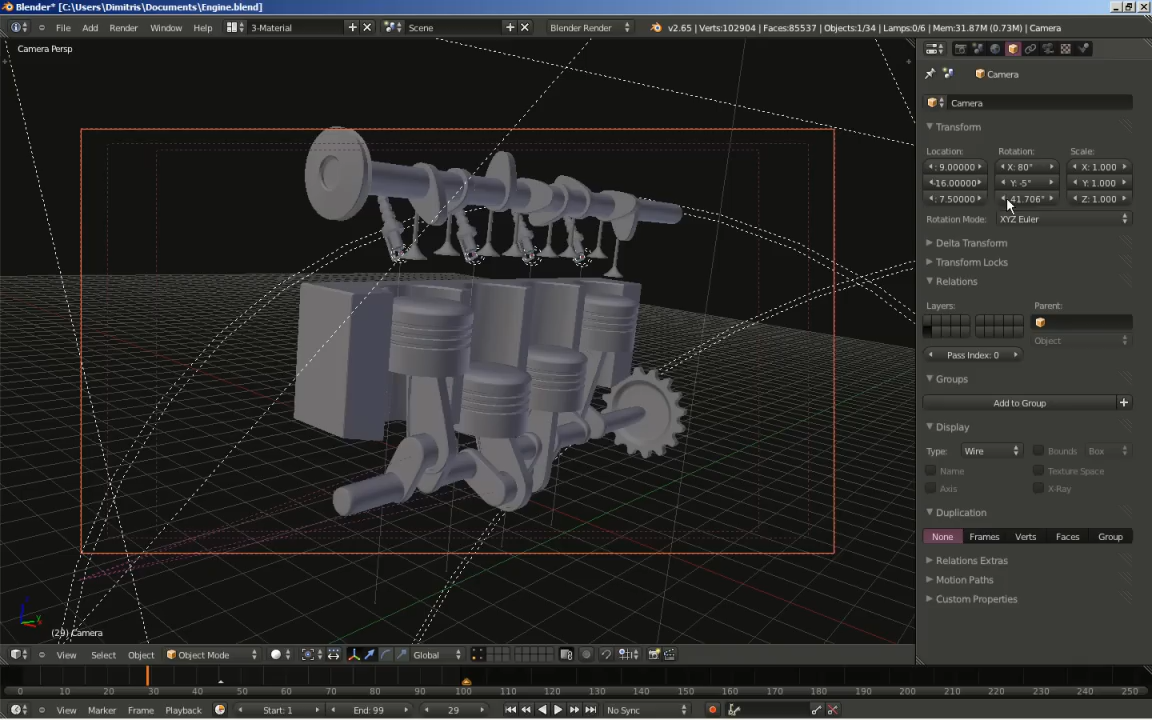 Blender* [C:\Users\Dimitris\Documents\Engine.blend]
File Add Render Window Help 3-Material Scene Blender Render v2.65 | Verts:102904 | Faces:85537 | Objects:1/34 | Lamps:0/6 | Mem:31.87M (0.73M) | Camera
Camera Persp
Camera
Camera
Transform
Location: Rotation: Scale:
: 9.00000 X: 80° X: 1.000
-16.00000 Y: -5° Y: 1.000
: 7.50000 41.706° Z: 1.000
Rotation Mode: XYZ Euler
Delta Transform
Transform Locks
Relations
Layers: Parent:
Object
Pass Index: 0
Groups
Add to Group
Display
Type: Wire Bounds Box
Name Texture Space
Axis X-Ray
Duplication
None Frames Verts Faces Group
Relations Extras
Motion Paths
Custom Properties
(29) Camera
View Select Object Object Mode Global
0 10 20 30 40 50 60 70 80 90 100 110 120 130 140 150 160 170 180 190 200 210 220 230 240 250
View Marker Frame Playback Start: 1 End: 99 29 No Sync